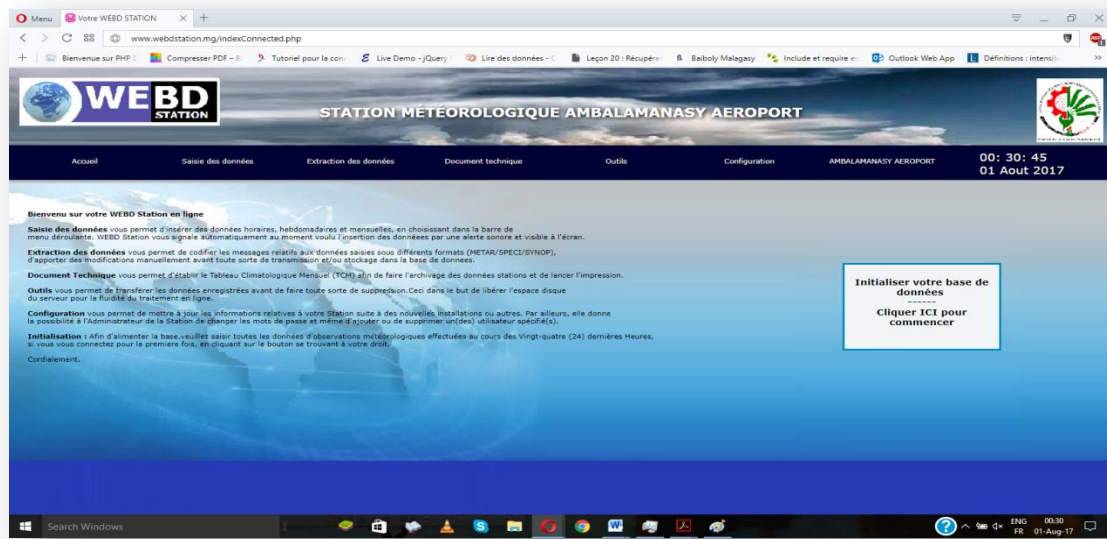 Menu
Votre WEBD STATION
www.webdstation.mg/indexConnected.php
Bienvenue sur PHP
Compresser PDF –
Tutoriel pour la con
Live Demo - jQuery
Lire des données -
Leçon 20 : Récupére
Baiboly Malagasy
Include et require e
Outlook Web App
Définitions : intensit
WEBD
STATION
STATION MÉTEOROLOGIQUE AMBALAMANASY AEROPORT
Accueil
Saisie des données
Extraction des données
Document technique
Outils
Configuration
AMBALAMANASY AEROPORT
00: 30: 45
01 Aout 2017
Bienvenu sur votre WEBD Station en ligne
Saisie des données vous permet d'insérer des données horaires, hebdomadaires et mensuelles, en choisissant dans la barre de
menu déroulante. WEBD Station vous signale automatiquement au moment voulu l'insertion des donnéees par une alerte sonore et visible à l'écran.
Extraction des données vous permet de codifier les messages relatifs aux données saisies sous différents formats (METAR/SPECI/SYNOP),
d'apporter des modifications manuellement avant toute sorte de transmission et/ou stockage dans la base de donnees.
Document Technique vous permet d'établir le Tableau Climatologique Mensuel (TCM) afin de faire l'archivage des données stations et de lancer l'impression.
Outils vous permet de transférer les données enregistrées avant de faire toute sorte de suppression.Ceci dans le but de libérer l'espace disque
du serveur pour la fluidité du traitement en ligne.
Configuration vous permet de mettre à jour les informations relatives à votre Station suite à des nouvelles installations ou autres. Par ailleurs, elle donne
la possibilité à l'Administrateur de la Station de changer les mots de passe et même d'ajouter ou de supprimer un(des) utilisateur spécifié(s).
Initialisation : Afin d'alimenter la base,veuillez saisir toutes les données d'observations météorologiques effectuées au cours des Vingt-quatre (24) dernières Heures,
si vous vous connectez pour la premiere fois, en cliquant sur le bouton se trouvant à votre droit.
Cordialement.
Initialiser votre base de
données
------
Cliquer ICI pour
commencer
Search Windows
ENG
FR
00:30
01-Aug-17